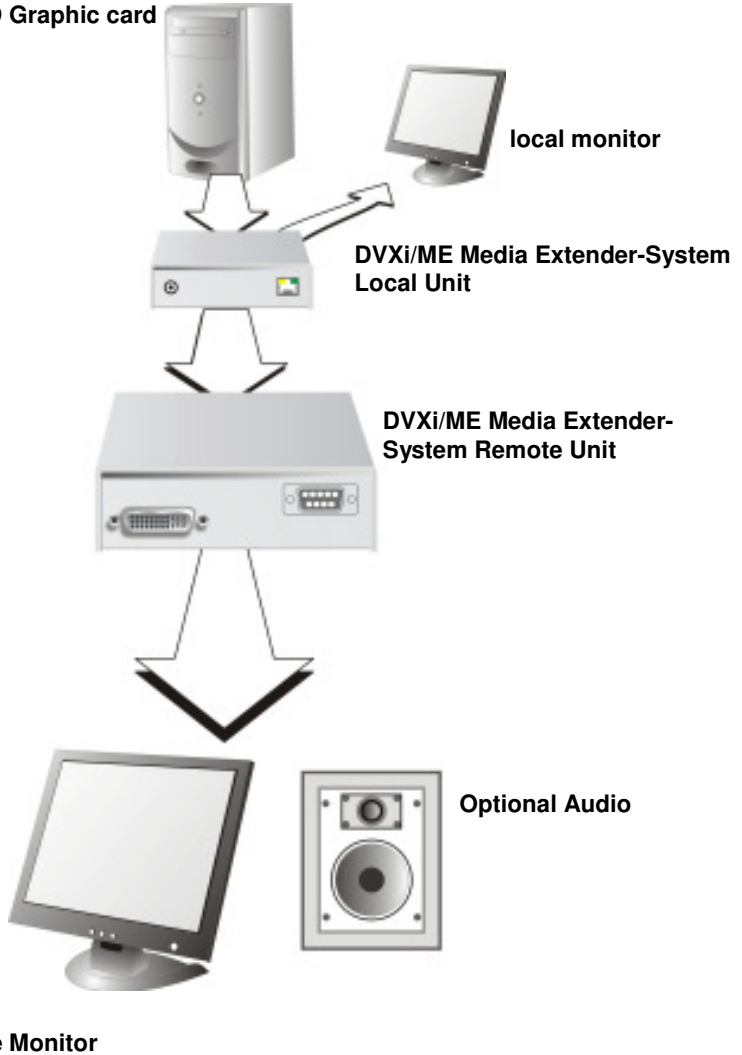 Graphic card
local monitor
DVXi/ME Media Extender-System
Local Unit
DVXi/ME Media Extender-
System Remote Unit
Optional Audio
Monitor